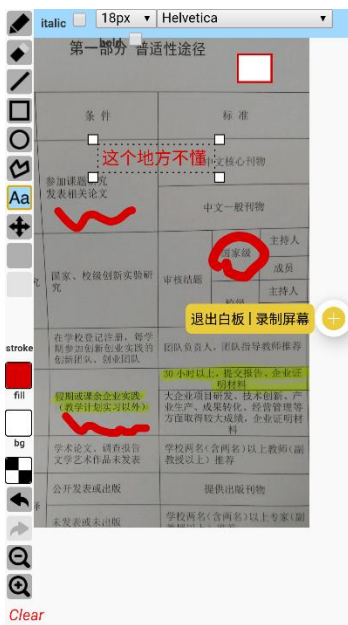 italic 18px Helvetica
bold
第一部分 普适性途径
条 件 标 准
这个地方不懂
中文核心刊物
参加课题研究
发表相关论文
中文一般刊物
国家级 主持人
成员
国家、校级创新实验研
究
审核结题
主持人
退出白板 | 录制屏幕
在学校登记注册，每学
期参加创新创业实践的
创新团队、创业团队
团队负责人、团队指导教师推荐
假期或课余企业实践
（教学计划实习以外）
30 小时以上，提交报告、企业证
明材料
大企业项目研发、技术创新、产
业生产、成果转化、经营管理等
方面取得较大成绩，企业证明材
料
学术论文、调查报告
文学艺术作品未发表
学校两名（含两名）以上教师（副
教授以上）推荐
公开发表或出版 提供出版刊物
未发表或未出版 学校两名（含两名）以上专家（副
Aa
stroke
fill
bg
Clear